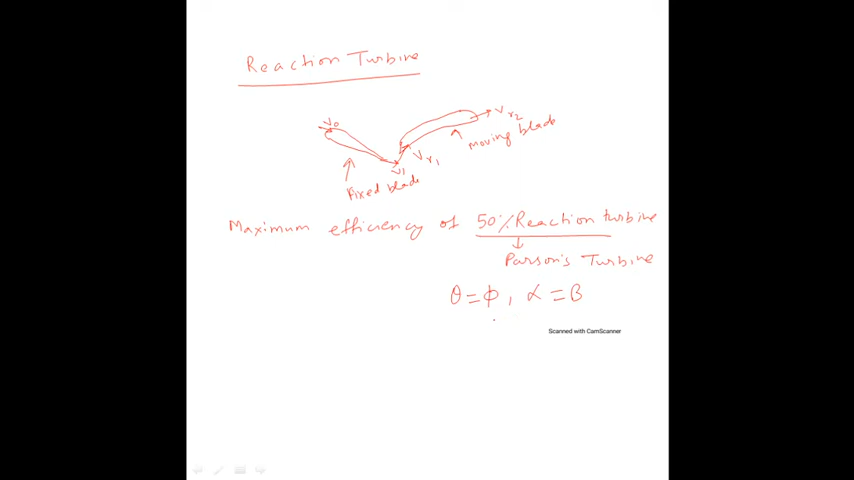 Reaction Turbine
V0
Vr2
moving blade
Vr1
V1
Fixed blade
Maximum efficiency of 50% Reaction turbine
Parson's Turbine
θ = ϕ, α = β
Scanned with CamScanner